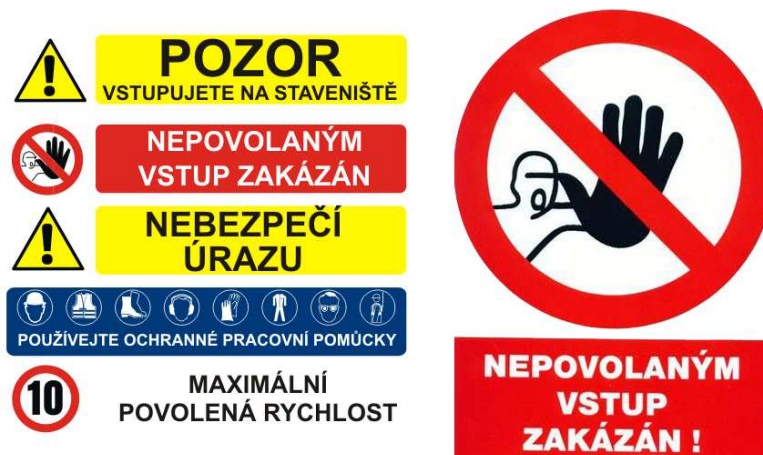 POZOR
VSTUPUJETE NA STAVENIŠTĚ
NEPOVOLANÝM
VSTUP ZAKÁZÁN
NEBEZPEČÍ
ÚRAZU
POUŽÍVEJTE OCHRANNÉ PRACOVNÍ POMŮCKY
10
MAXIMÁLNÍ
POVOLENÁ RYCHLOST
NEPOVOLANÝM
VSTUP
ZAKÁZÁN !